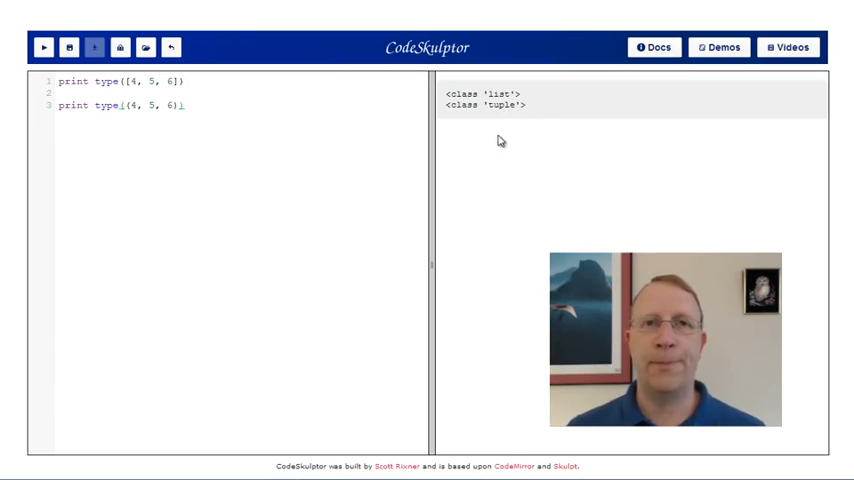 CodeSkulptor
Docs
Demos
Videos
1 print type([4, 5, 6])
2
3 print type((4, 5, 6))
<class 'list'>
<class 'tuple'>
CodeSkulptor was built by Scott Rixner and is based upon CodeMirror and Skulpt.